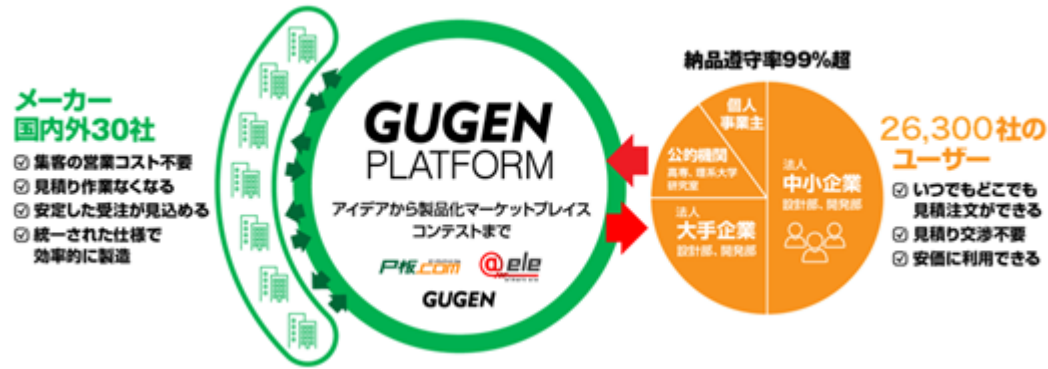 メーカー
国内外30社
集客の営業コスト不要
見積り作業なくなる
安定した受注が見込める
統一された仕様で
効率的に製造
GUGEN
PLATFORM
アイデアから製品化マーケットプレイス
コンテストまで
P板.com
@ele
GUGEN
納品遵守率99%超
個人
事業主
公的機関
高専、理系大学
研究室
法人
大手企業
設計部、開発部
法人
中小企業
設計部、開発部
26,300社の
ユーザー
いつでもどこでも
見積注文ができる
見積り交渉不要
安価に利用できる